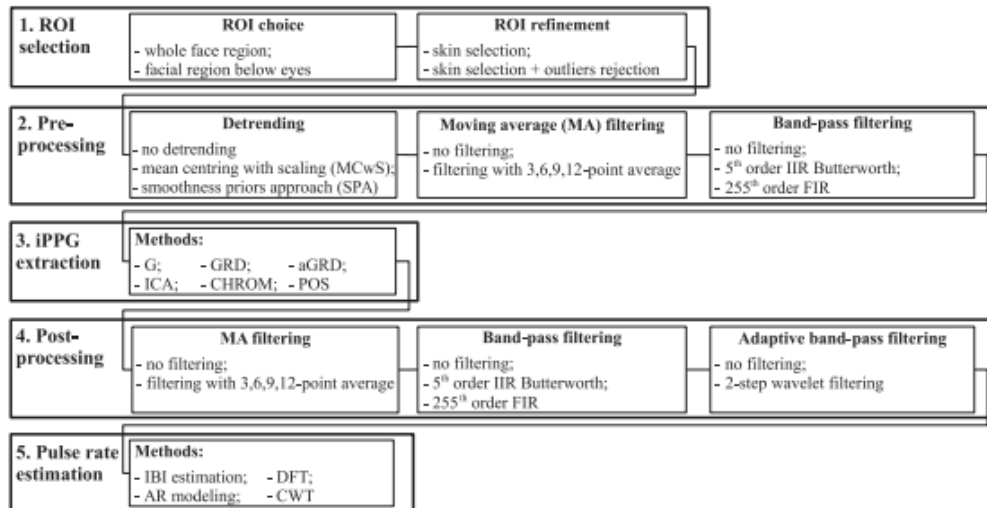 1. ROI
selection
ROI choice
- whole face region;
- facial region below eyes
ROI refinement
- skin selection;
- skin selection + outliers rejection
2. Pre-
processing
Detrending
- no detrending
- mean centring with scaling (MCwS);
- smoothness priors approach (SPA)
Moving average (MA) filtering
- no filtering;
- filtering with 3,6,9,12-point average
Band-pass filtering
- no filtering;
- 5th order IIR Butterworth;
- 255th order FIR
3. iPPG
extraction
Methods:
- G; - GRD; - aGRD;
- ICA; - CHROM; - POS
4. Post-
processing
MA filtering
- no filtering;
- filtering with 3,6,9,12-point average
Band-pass filtering
- no filtering;
- 5th order IIR Butterworth;
- 255th order FIR
Adaptive band-pass filtering
- no filtering;
- 2-step wavelet filtering
5. Pulse rate
estimation
Methods:
- IBI estimation; - DFT;
- AR modeling; - CWT